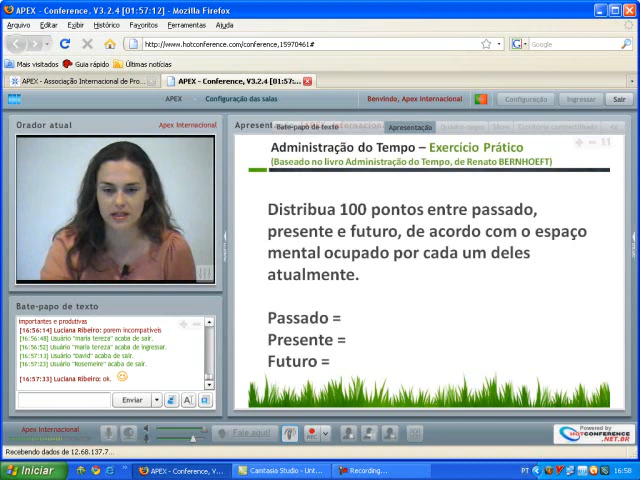 APEX - Conference, V3.2.4 [01:57:12] - Mozilla Firefox
Arquivo Editar Exibir Histórico Favoritos Ferramentas Ajuda
http://www.hotconference.com/conference,15970461#
Google
Mais visitados Guia rápido Últimas notícias
APEX - Associação Internacional de Pro...
APEX - Conference, V3.2.4 [01:57:...
APEX Configuração das salas Benvindo, Apex Internacional Configuração Ingressar Sair
Orador atual Apex Internacional
Bate-papo de texto Apresentação
Administração do Tempo – Exercício Prático
(Baseado no livro Administração do Tempo, de Renato BERNHOEFT)
Distribua 100 pontos entre passado,
presente e futuro, de acordo com o espaço
mental ocupado por cada um deles
atualmente.
Passado =
Presente =
Futuro =
Bate-papo de texto
importantes e produtivas
[16:56:14] Luciana Ribeiro: porem incompatíveis
[16:56:48] Usuário "maria tereza" acaba de sair.
[16:56:52] Usuário "maria tereza" acaba de ingressar.
[16:57:13] Usuário "David" acaba de sair.
[16:57:23] Usuário "Rosemeire" acaba de sair.
[16:57:33] Luciana Ribeiro: ok.
Enviar
Apex Internacional
Fale aqui!
REC
Powered by
HOTCONFERENCE
.NET.BR
Recebendo dados de 12.68.137.7...
Iniciar
APEX - Conference, V...
Camtasia Studio - Unt...
Recording...
PT
16:58